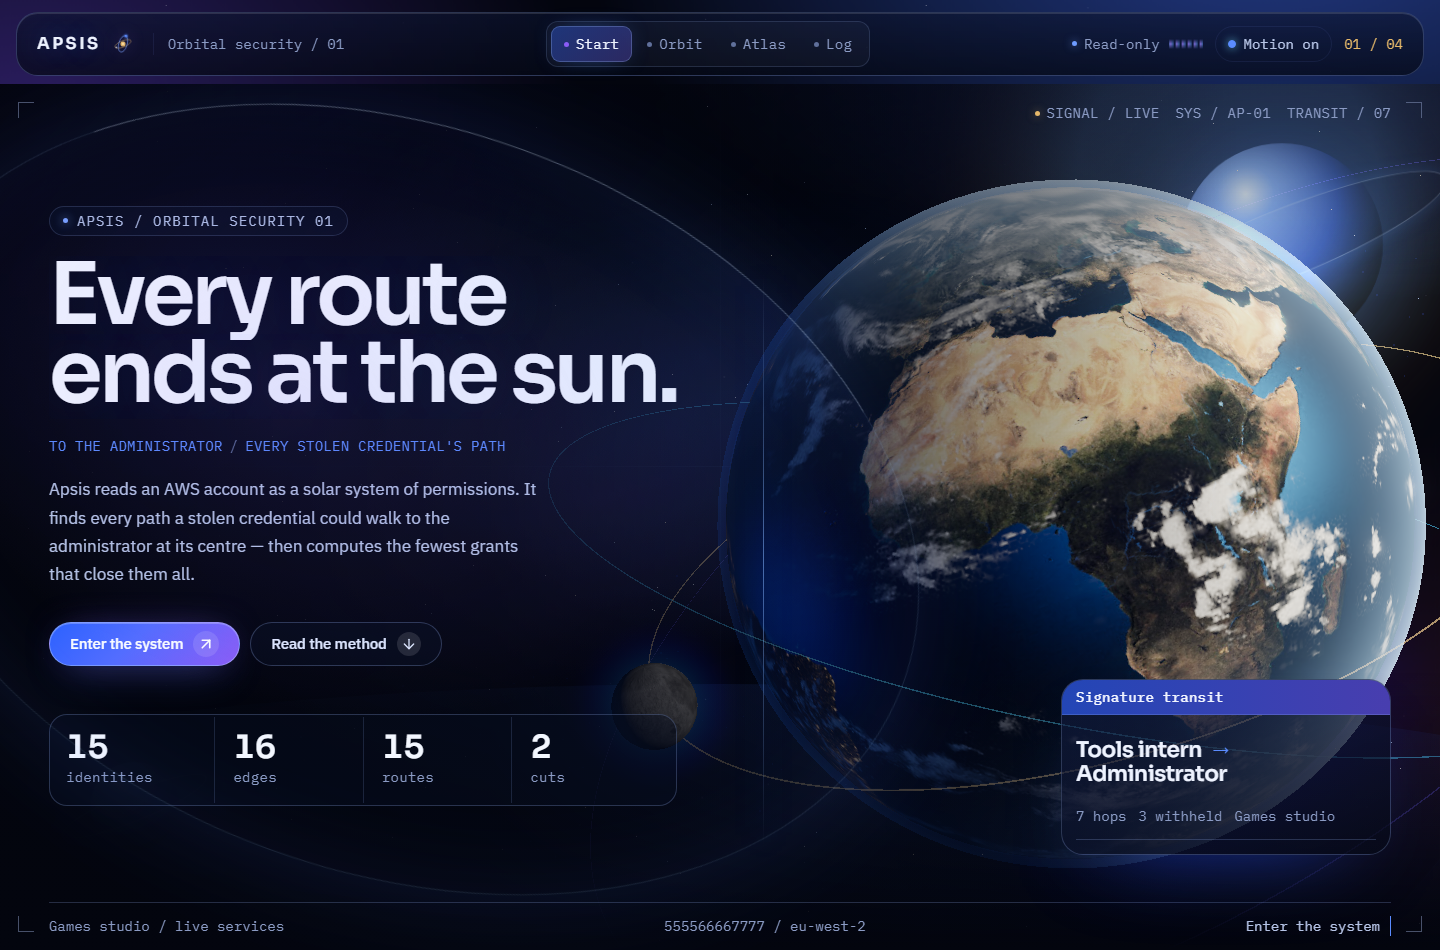 APSIS
Orbital security / 01
Start
Orbit
Atlas
Log
Read-only
Motion on
01 / 04
SIGNAL / LIVE SYS / AP-01 TRANSIT / 07
APSIS / ORBITAL SECURITY 01
Every route
ends at the sun.
TO THE ADMINISTRATOR / EVERY STOLEN CREDENTIAL'S PATH
Apsis reads an AWS account as a solar system of permissions. It
finds every path a stolen credential could walk to the
administrator at its centre — then computes the fewest grants
that close them all.
Enter the system
Read the method
15
identities
16
edges
15
routes
2
cuts
Signature transit
Tools intern →
Administrator
7 hops 3 withheld Games studio
Games studio / live services
555566667777 / eu-west-2
Enter the system